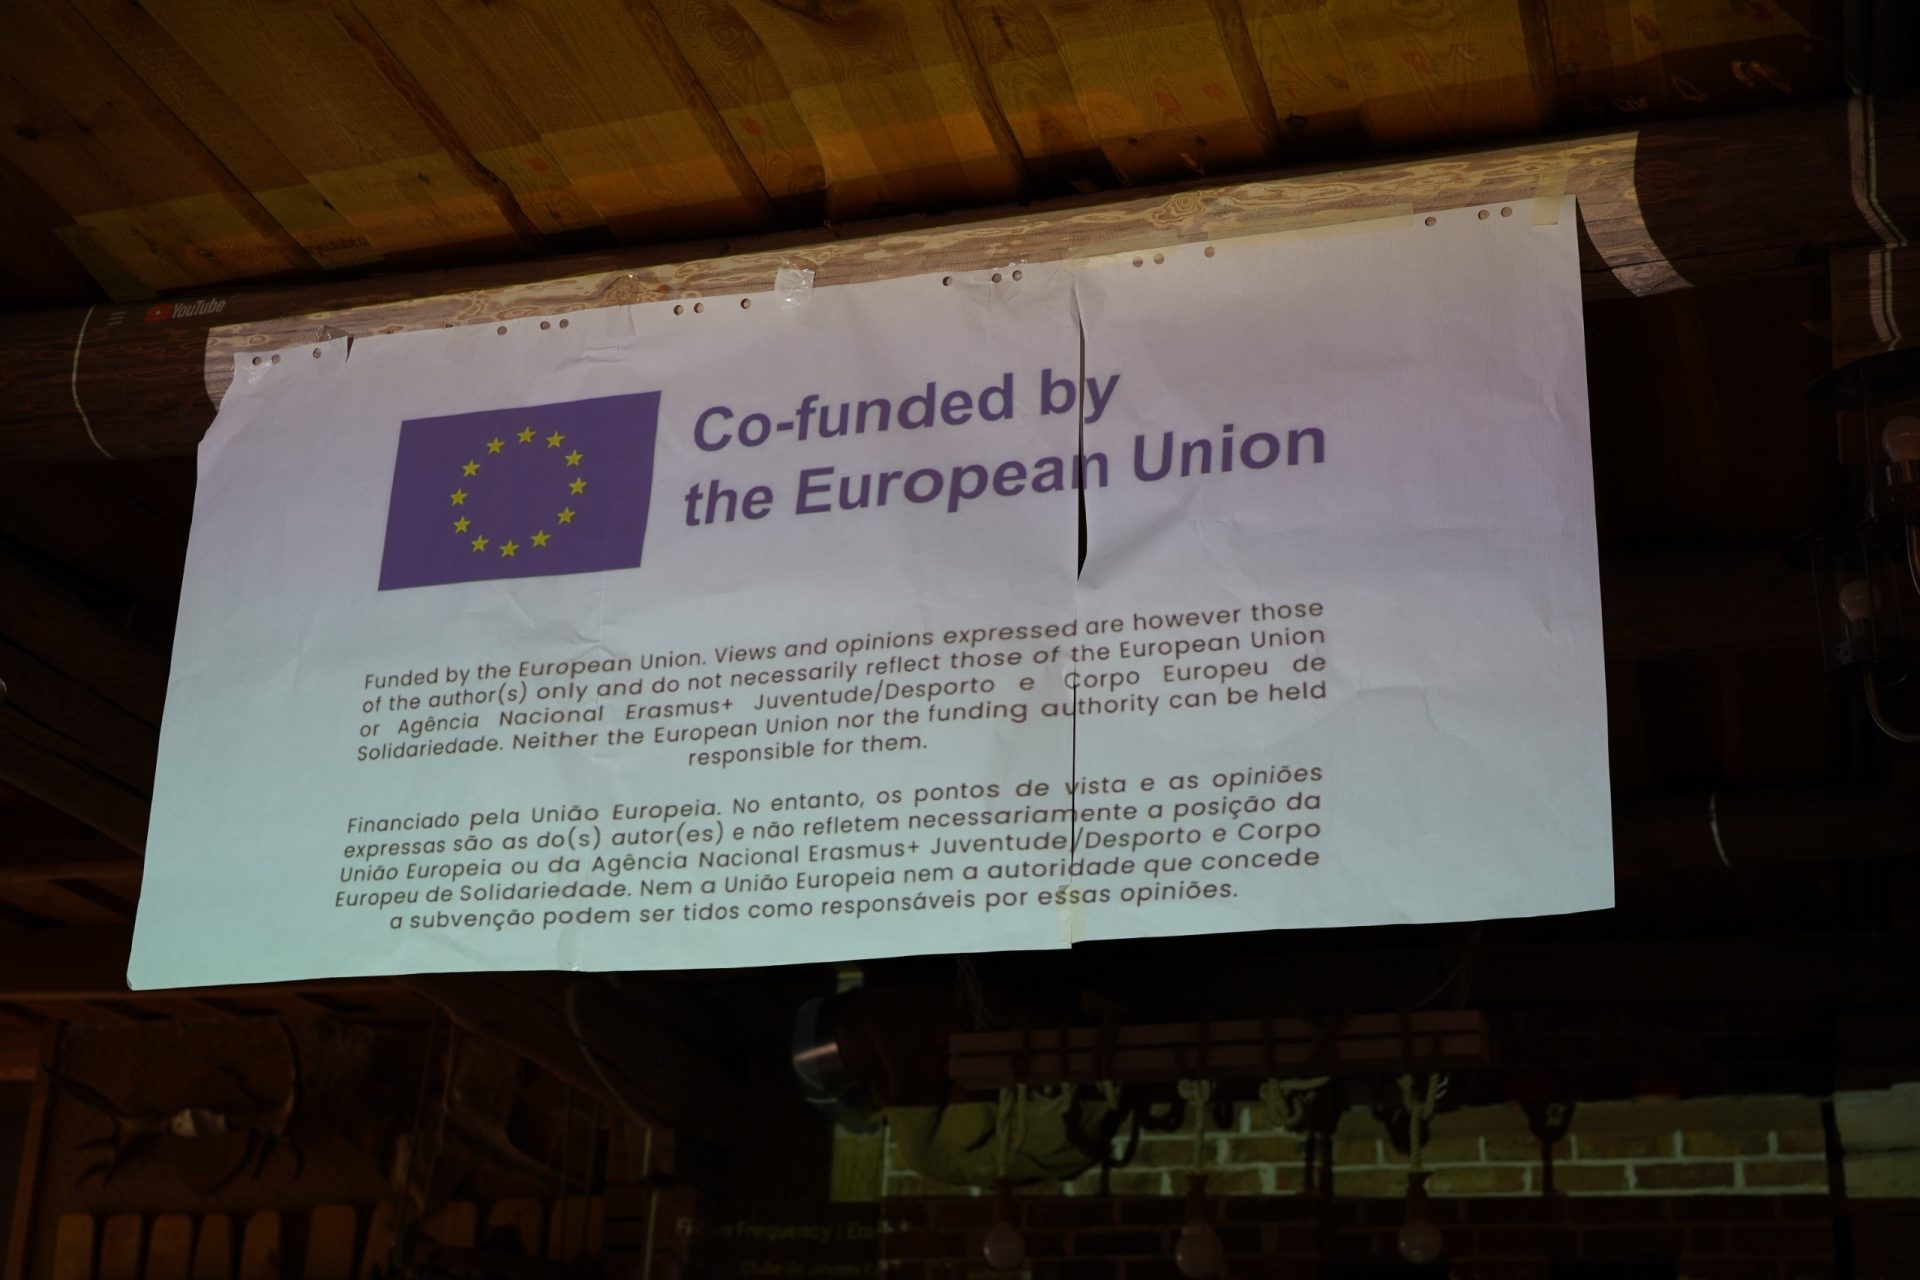 YouTube
Co-funded by
the European Union
Funded by the European Union. Views and opinions expressed are however those
of the author(s) only and do not necessarily reflect those of the European Union
or Agência Nacional Erasmus+ Juventude/Desporto e Corpo Europeu de
Solidariedade. Neither the European Union nor the funding authority can be held
responsible for them.
Financiado pela União Europeia. No entanto, os pontos de vista e as opiniões
expressas são as do(s) autor(es) e não refletem necessariamente a posição da
União Europeia ou da Agência Nacional Erasmus+ Juventude/Desporto e Corpo
Europeu de Solidariedade. Nem a União Europeia nem a autoridade que concede
a subvenção podem ser tidos como responsáveis por essas opiniões.
Frequency